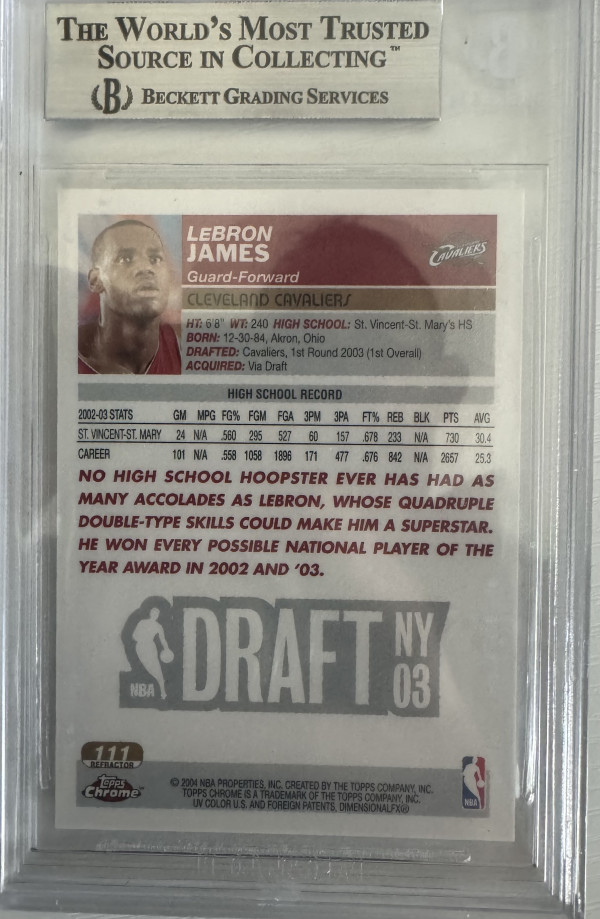 THE WORLD'S MOST TRUSTED
SOURCE IN COLLECTING™
(B) BECKETT GRADING SERVICES
LEBRON
JAMES
Guard-Forward
CAVALIERS
CLEVELAND CAVALIERS
HT: 6'8" WT: 240 HIGH SCHOOL: St. Vincent-St. Mary's HS
BORN: 12-30-84, Akron, Ohio
DRAFTED: Cavaliers, 1st Round 2003 (1st Overall)
ACQUIRED: Via Draft
HIGH SCHOOL RECORD
2002-03 STATS GM MPG FG% FGM FGA 3PM 3PA FT% REB BLK PTS AVG
ST. VINCENT-ST. MARY 24 N/A .560 295 527 60 157 .678 233 N/A 730 30.4
CAREER 101 N/A .558 1058 1896 171 477 .676 842 N/A 2657 25.3
NO HIGH SCHOOL HOOPSTER EVER HAS HAD AS
MANY ACCOLADES AS LEBRON, WHOSE QUADRUPLE
DOUBLE-TYPE SKILLS COULD MAKE HIM A SUPERSTAR.
HE WON EVERY POSSIBLE NATIONAL PLAYER OF THE
YEAR AWARD IN 2002 AND '03.
NBA DRAFT NY
03
111
REFRACTOR
Topps
Chrome
© 2004 NBA PROPERTIES, INC. CREATED BY THE TOPPS COMPANY, INC.
TOPPS CHROME IS A TRADEMARK OF THE TOPPS COMPANY, INC.
UV COLOR U.S. AND FOREIGN PATENTS, DIMENSIONALFX®
NBA